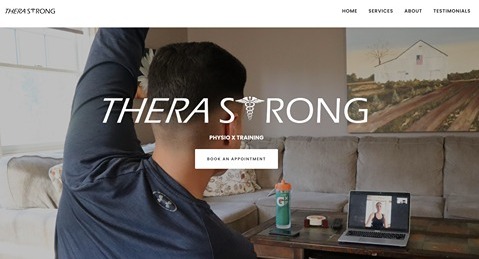 THERA STRONG
HOME SERVICES ABOUT TESTIMONIALS
THERA STRONG
PHYSIO X TRAINING
BOOK AN APPOINTMENT
G